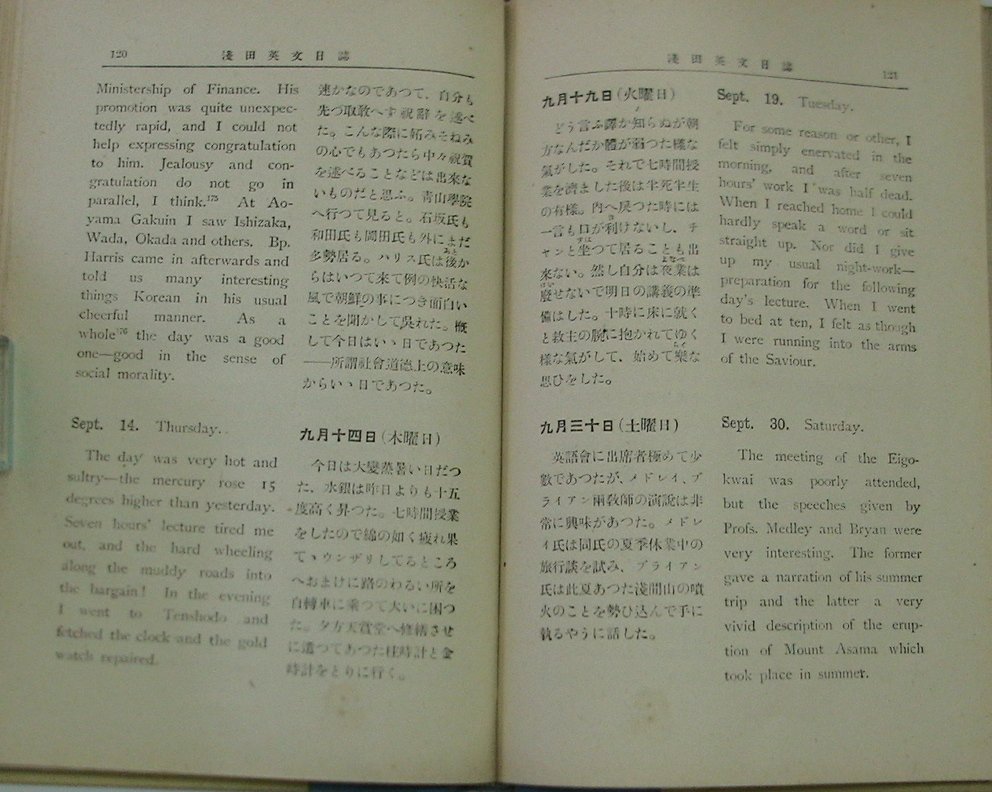 120
淺田英文日誌
Ministership of Finance. His
promotion was quite unexpec-
tedly rapid, and I could not
help expressing congratulation
to him. Jealousy and con-
gratulation do not go in
parallel, I think.¹⁷⁵ At Ao-
yama Gakuin I saw Ishizaka,
Wada, Okada and others. Bp.
Harris came in afterwards and
told us many interesting
things Korean in his usual
cheerful manner. As a
whole¹⁷⁶ the day was a good
one—good in the sense of
social morality.
速かなのであつて、自分も
先づ取敢へす祝辭を述べ
た。こんな際に妬みそねみ
の心でもあつたら中々祝賀
を述べることなどは出來な
いものだと思ふ。靑山學院
へ行つて見ると。石坂氏も
和田氏も岡田氏も外にまだ
多勢居る。ハリス氏は後か
らはいつて來て例の快活な
風で朝鮮の事につき面白い
ことを聞かして吳れた。槪
して今日はいゝ日であつた
——所謂社會道德上の意味
からいゝ日であつた。
Sept. 14. Thursday.
The day was very hot and
sultry—the mercury rose 15
degrees higher than yesterday.
Seven hours' lecture tired me
out, and the hard wheeling
along the muddy roads into
the bargain! In the evening
I went to Tenshodo and
fetched the clock and the gold
watch repaired.
九月十四日(木曜日)
今日は大變蒸暑い日だつ
た、水銀は昨日よりも十五
度高く昇つた。七時間授業
をしたので綿の如く疲れ果
て、ウンザリしてるところ
へおまけに路のわるい所を
自轉車に乘つて大いに困つ
た。夕方天賞堂へ修繕させ
に遣つてあつた柱時計と金
時計をとりに行く。
淺田英文日誌
121
九月十九日(火曜日)
どう言ふ譯か知らぬが朝
方なんだか體が弱つた樣な
氣がした。それで七時間授
業を濟ました後は半死半生
の有樣。內へ戾つた時には
一言も口が利けないし、チ
ャンと坐つて居ることも出
來ない。然し自分は夜業は
廢せないで明日の講義の準
備はした。十時に床に就く
と救主の腕に抱かれてゆく
樣な氣がして、始めて樂な
思ひをした。
Sept. 19. Tuesday.
For some reason or other, I
felt simply enervated in the
morning, and after seven
hours' work I was half dead.
When I reached home I could
hardly speak a word or sit
straight up. Nor did I give
up my usual night-work—
preparation for the following
day's lecture. When I went
to bed at ten, I felt as though
I were running into the arms
of the Saviour.
九月三十日(土曜日)
英語會に出席者極めて少
數であつたが、メドレイ、ブ
ライアン兩敎師の演說は非
常に興味があつた。メドレ
イ氏は同氏の夏季休業中の
旅行談を試み、ブライアン
氏は此夏あつた淺間山の噴
火のことを勢ひ込んで手に
執るやうに話した。
Sept. 30. Saturday.
The meeting of the Eigo-
kwai was poorly attended,
but the speeches given by
Profs. Medley and Bryan were
very interesting. The former
gave a narration of his summer
trip and the latter a very
vivid description of the erup-
tion of Mount Asama which
took place in summer.